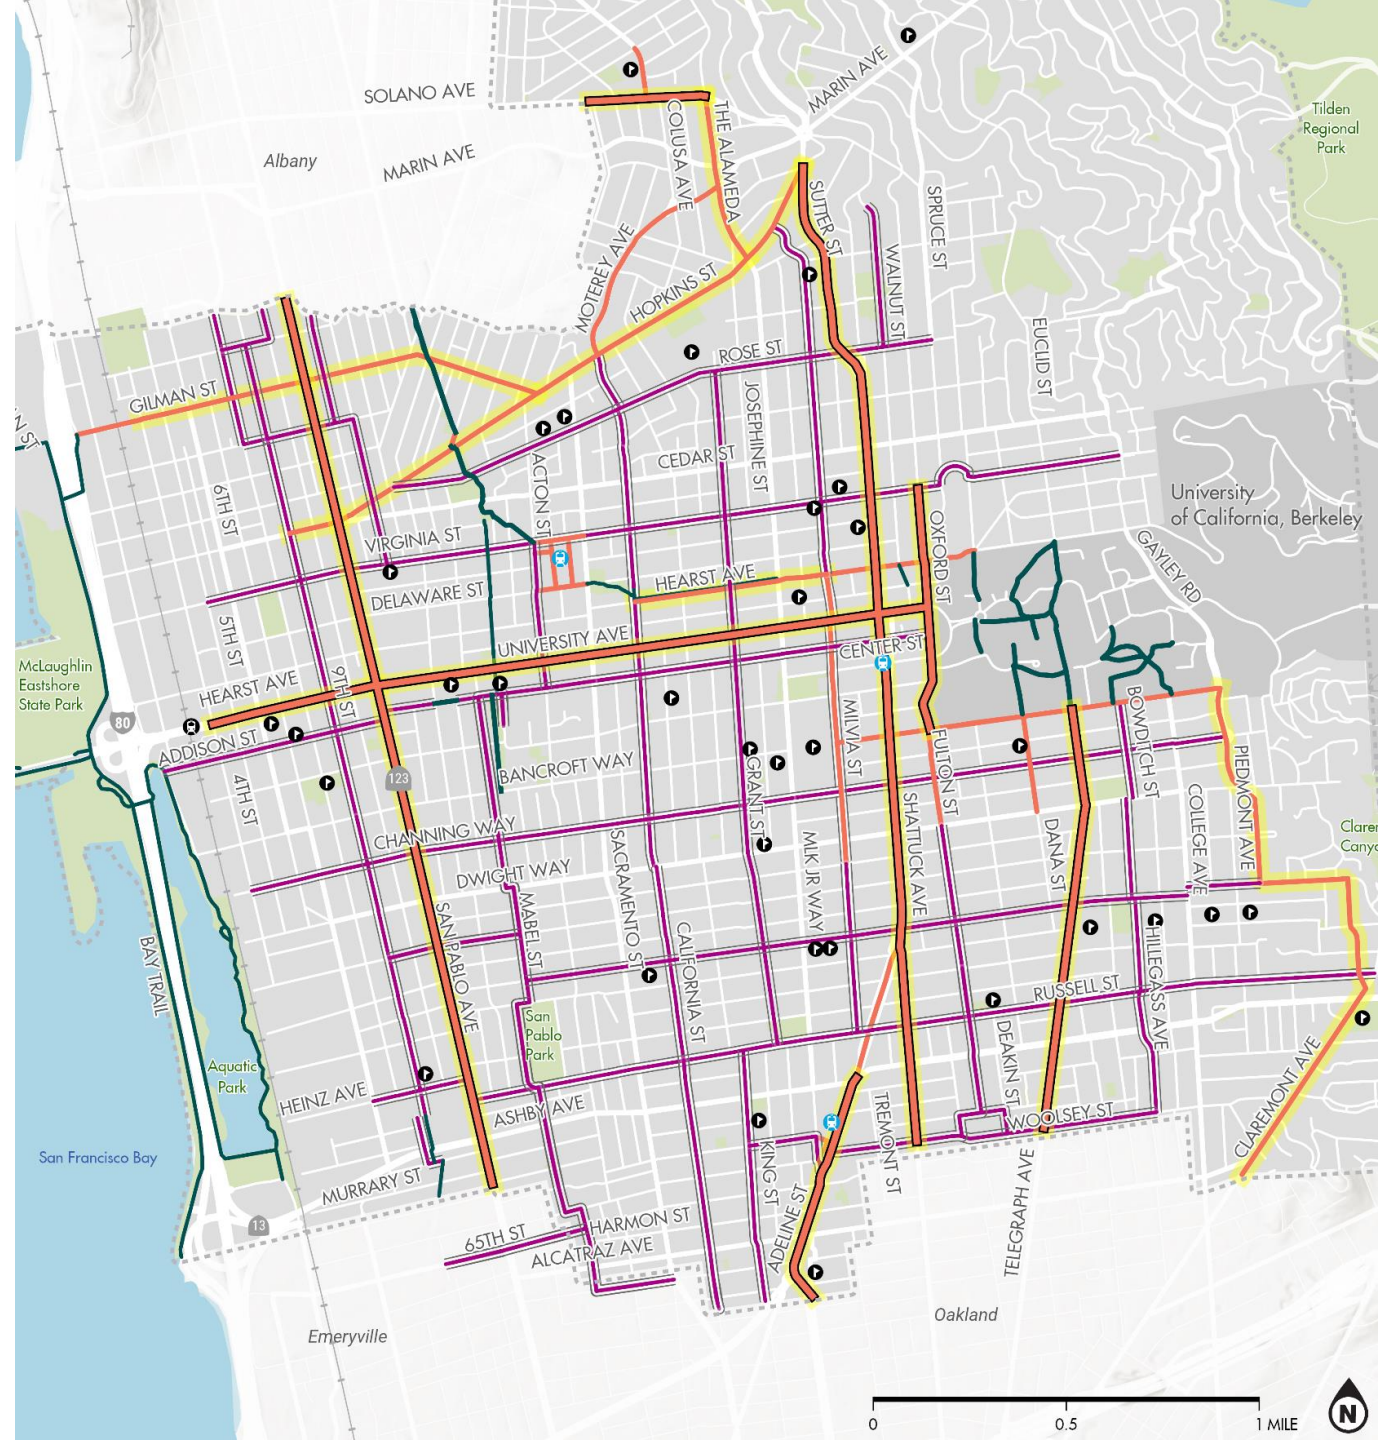 SOLANO AVE
MARIN AVE
Albany
MARIN AVE
COLUSA AVE
THE ALAMEDA
Tilden
Regional
Park
SUTTER ST
SPRUCE ST
WALNUT ST
MOTEREY AVE
HOPKINS ST
EUCLID ST
ROSE ST
GILMAN ST
JOSEPHINE ST
CEDAR ST
ACTON ST
6TH ST
VIRGINIA ST
University
of California, Berkeley
OXFORD ST
GAYLEY RD
HEARST AVE
DELAWARE ST
5TH ST
UNIVERSITY AVE
CENTER ST
McLaughlin
Eastshore
State Park
HEARST AVE
9TH ST
80
ADDISON ST
MILVIA ST
BOWDITCH ST
FULTON ST
PIEDMONT AVE
4TH ST
123
BANCROFT WAY
GRANT ST
COLLEGE AVE
SHATTUCK AVE
CHANNING WAY
DWIGHT WAY
SACRAMENTO ST
MLK JR WAY
DANA ST
MABEL ST
SAN PABLO AVE
CALIFORNIA ST
HILLEGASS AVE
BAY TRAIL
RUSSELL ST
San
Pablo
Park
DEAKIN ST
Aquatic
Park
HEINZ AVE
ASHBY AVE
TREMONT ST
WOOLSEY ST
CLAREMONT AVE
San Francisco Bay
MURRARY ST
KING ST
TELEGRAPH AVE
13
65TH ST
HARMON ST
ALCATRAZ AVE
ADELINE ST
Emeryville
Oakland
0 0.5 1 MILE
N